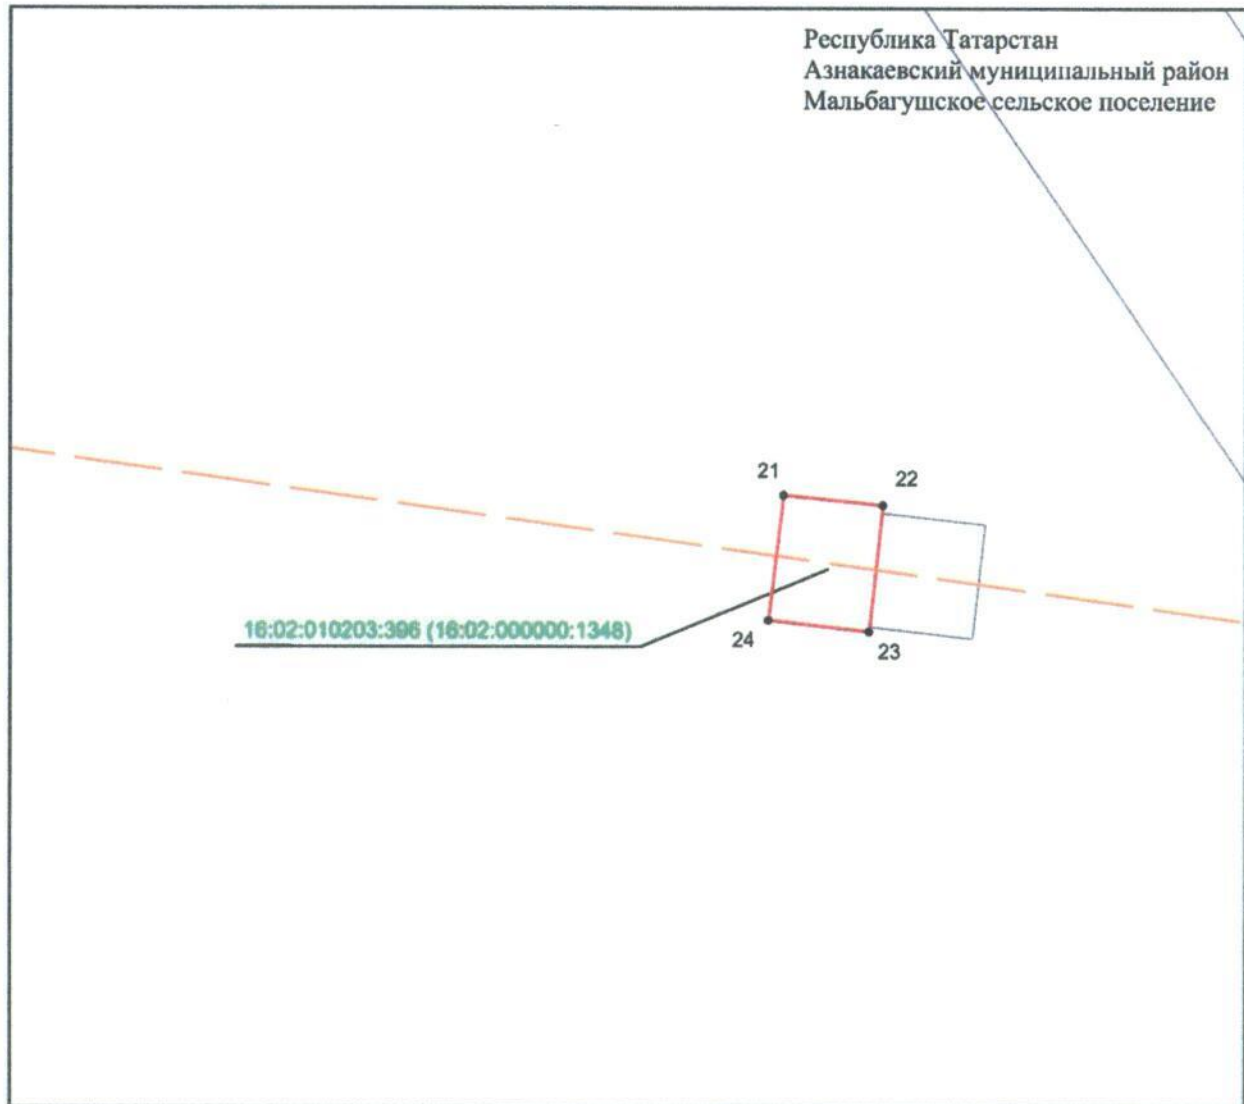 Республика Татарстан
Азнакаевский муниципальный район
Мальбагушское сельское поселение
21
22
16:02:010203:396 (16:02:000000:1348)
24
23